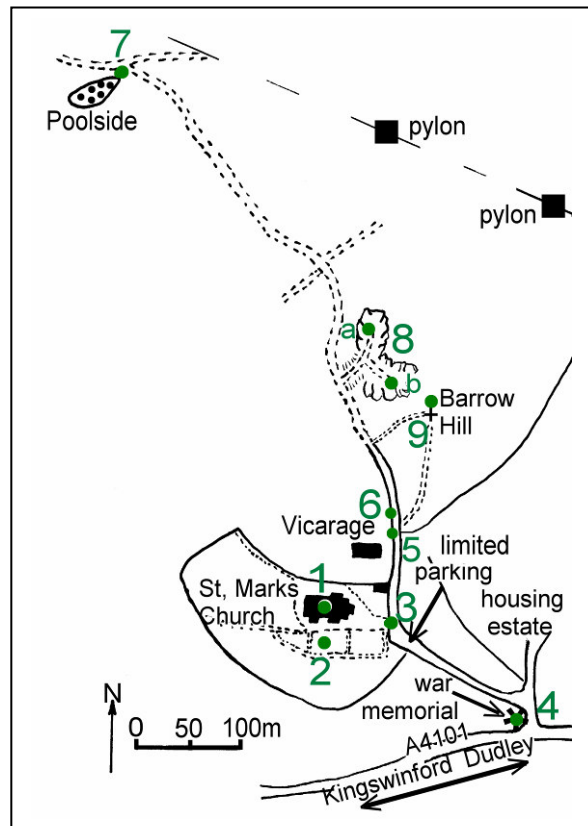 7
Poolside
pylon
pylon
a
8
b
Barrow
Hill
9
6
Vicarage
5
limited
parking
1
St, Marks
Church
3
housing
estate
2
war
memorial
4
N
0 50 100m
A4101
Kingswinford Dudley